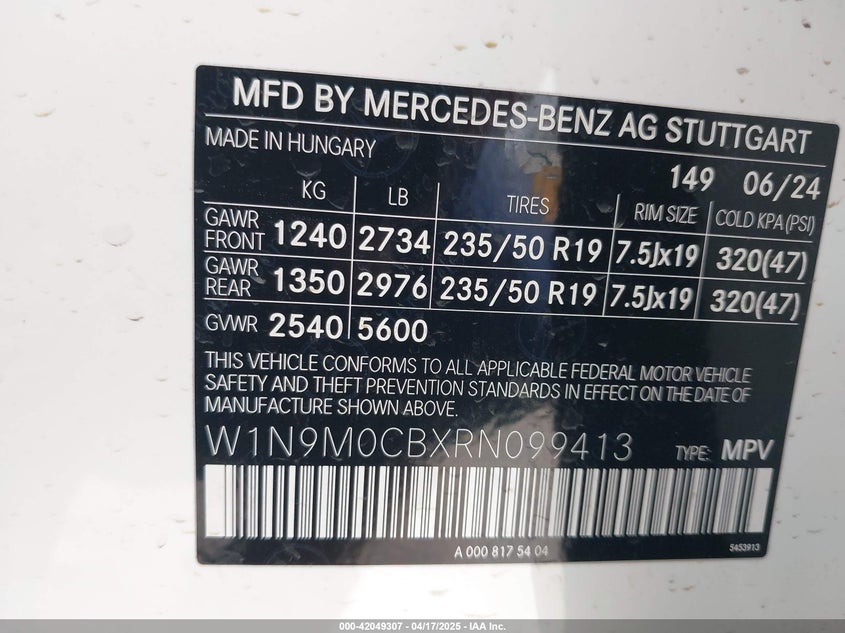 MFD BY MERCEDES-BENZ AG STUTTGART
MADE IN HUNGARY
149 06/24
KG LB TIRES RIM SIZE COLD KPA (PSI)
GAWR FRONT 1240 2734 235/50 R19 7.5Jx19 320(47)
GAWR REAR 1350 2976 235/50 R19 7.5Jx19 320(47)
GVWR 2540 5600
THIS VEHICLE CONFORMS TO ALL APPLICABLE FEDERAL MOTOR VEHICLE
SAFETY AND THEFT PREVENTION STANDARDS IN EFFECT ON THE DATE OF
MANUFACTURE SHOWN ABOVE.
W1N9M0CBXRN099413 TYPE: MPV
A 000 817 54 04 5453913
000-42049307 - 04/17/2025 - IAA Inc.